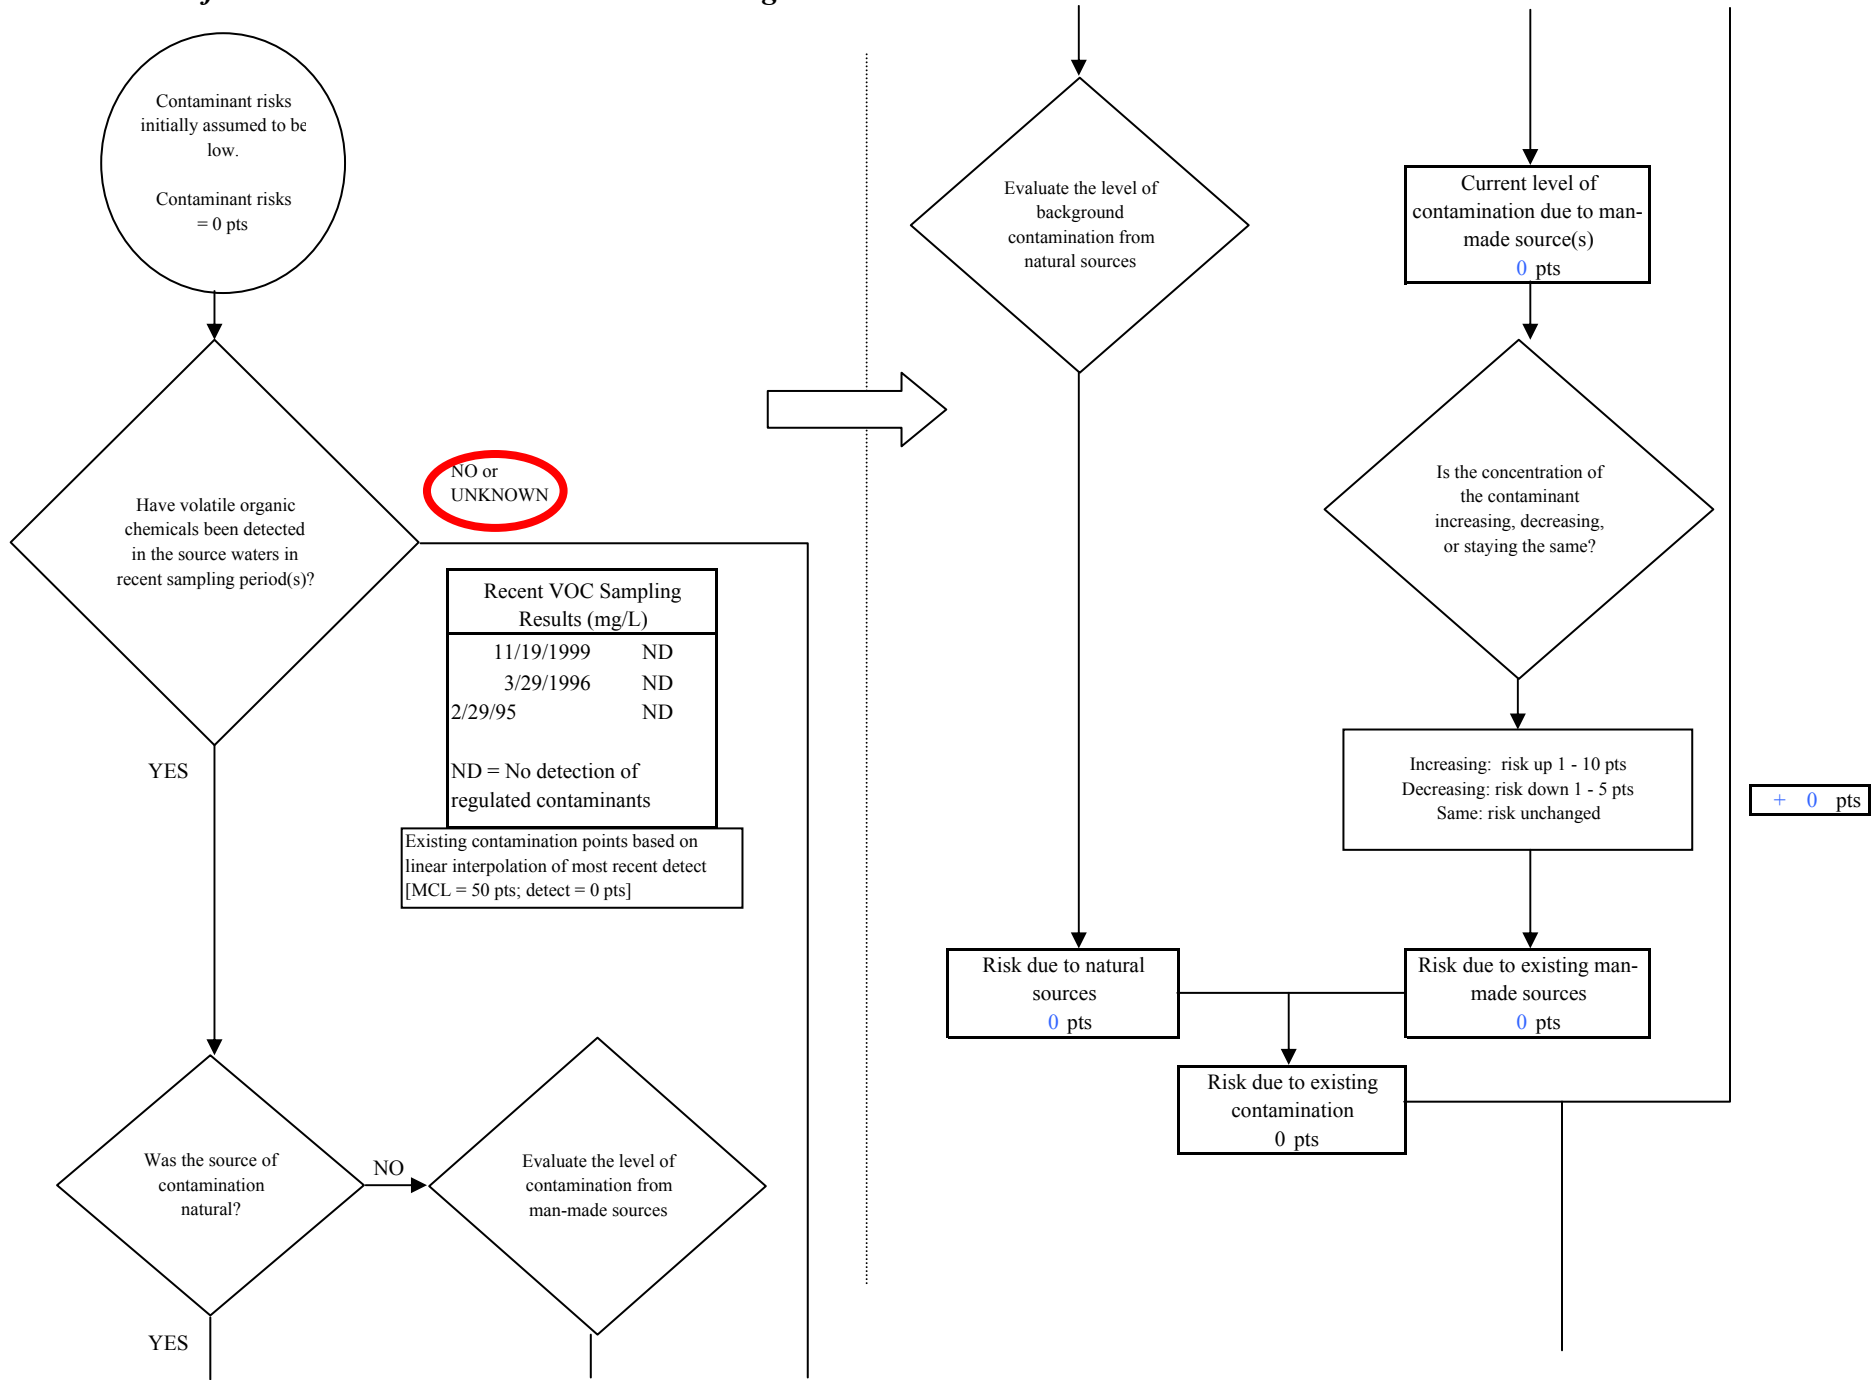 Contaminant risks
initially assumed to be
low.
Contaminant risks
= 0 pts
Have volatile organic
chemicals been detected
in the source waters in
recent sampling period(s)?
NO or
UNKNOWN
Recent VOC Sampling
Results (mg/L)
11/19/1999 ND
3/29/1996 ND
2/29/95 ND
ND = No detection of
regulated contaminants
Existing contamination points based on
linear interpolation of most recent detect
[MCL = 50 pts; detect = 0 pts]
YES
Was the source of
contamination
natural?
NO
Evaluate the level of
contamination from
man-made sources
YES
Evaluate the level of
background
contamination from
natural sources
Current level of
contamination due to man-
made source(s)
0 pts
Is the concentration of
the contaminant
increasing, decreasing,
or staying the same?
Increasing: risk up 1 - 10 pts
Decreasing: risk down 1 - 5 pts
Same: risk unchanged
+ 0 pts
Risk due to natural
sources
0 pts
Risk due to existing man-
made sources
0 pts
Risk due to existing
contamination
0 pts